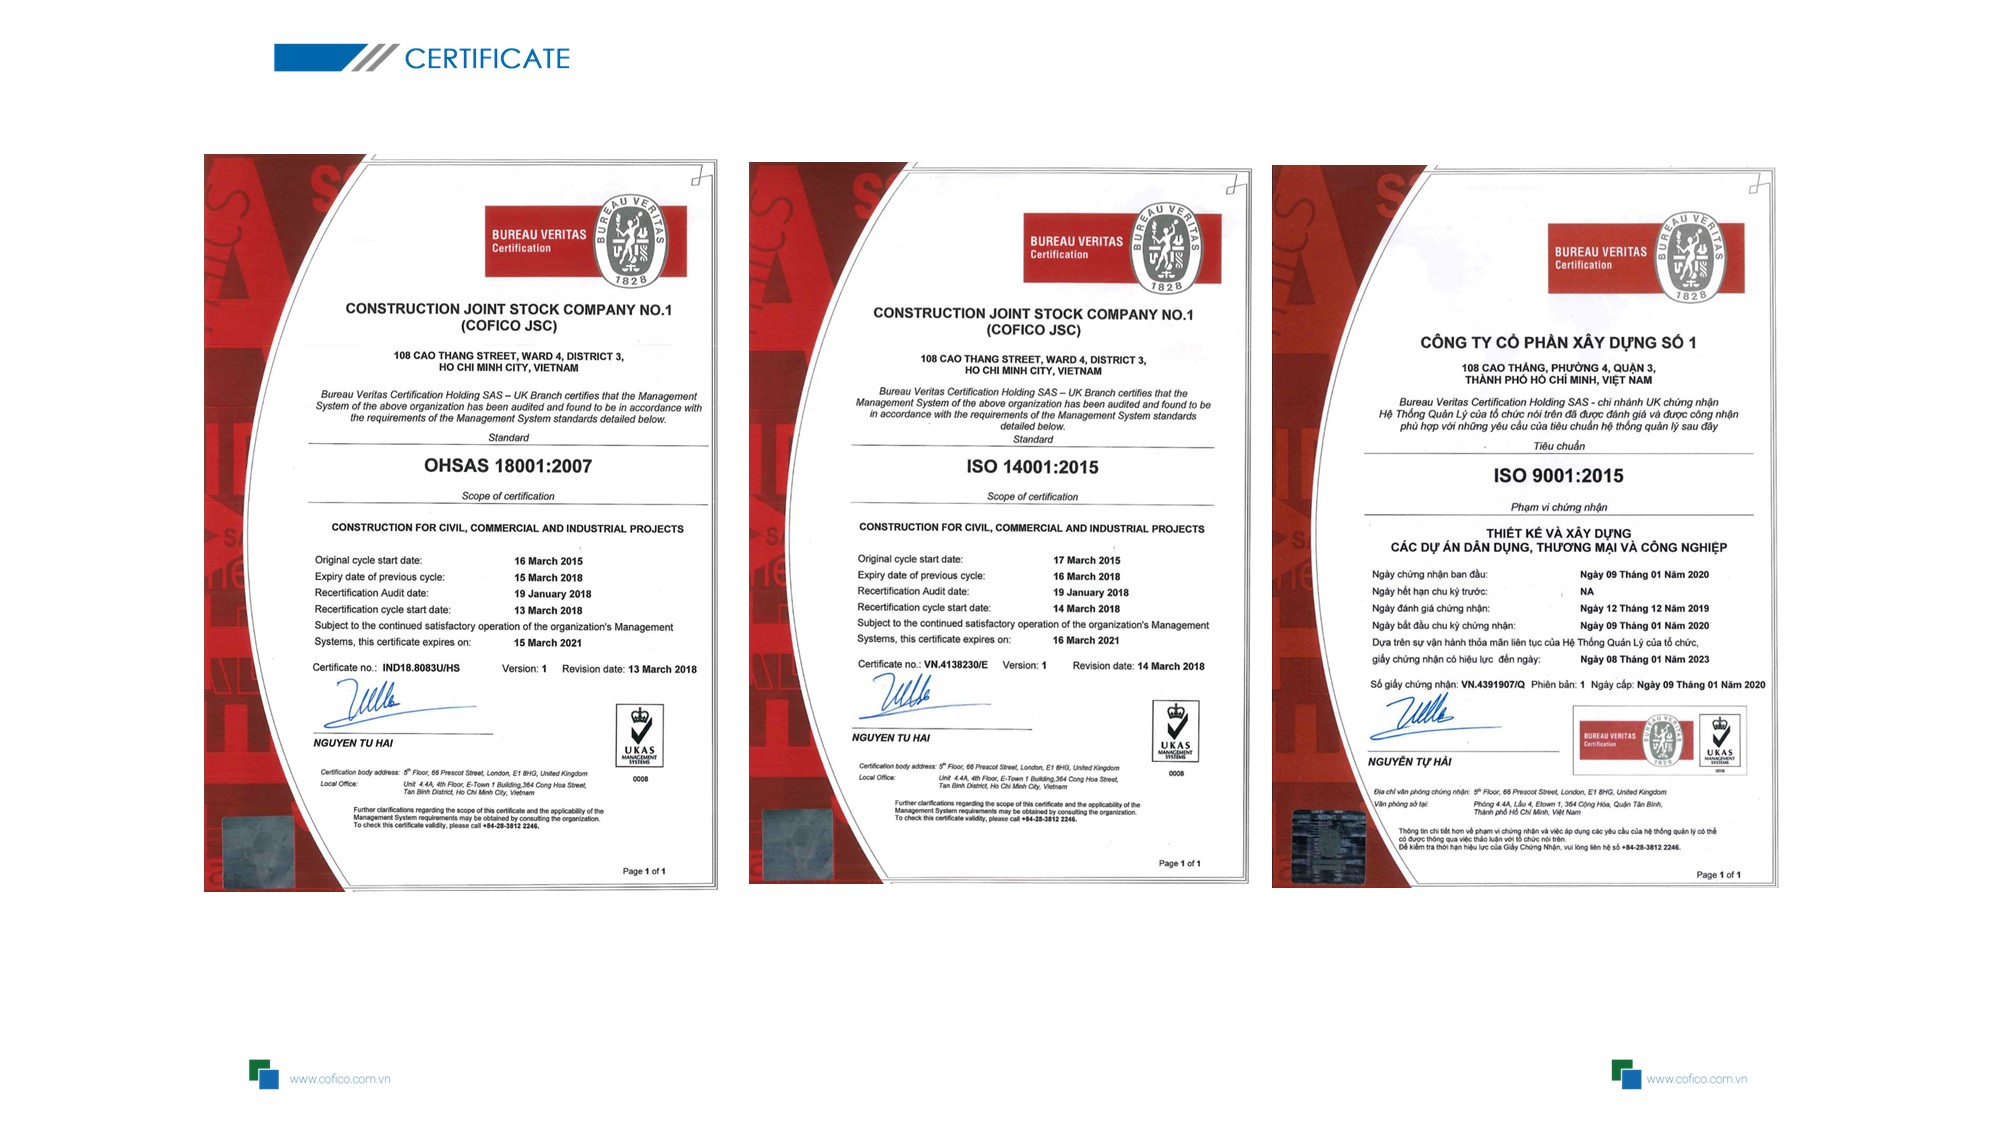 CERTIFICATE
BUREAU VERITAS
Certification
BUREAU VERITAS
1828
CONSTRUCTION JOINT STOCK COMPANY NO.1
(COFICO JSC)
108 CAO THANG STREET, WARD 4, DISTRICT 3,
HO CHI MINH CITY, VIETNAM
Bureau Veritas Certification Holding SAS – UK Branch certifies that the Management
System of the above organization has been audited and found to be in accordance with
the requirements of the Management System standards detailed below.
Standard
OHSAS 18001:2007
Scope of certification
CONSTRUCTION FOR CIVIL, COMMERCIAL AND INDUSTRIAL PROJECTS
Original cycle start date: 16 March 2015
Expiry date of previous cycle: 15 March 2018
Recertification Audit date: 19 January 2018
Recertification cycle start date: 13 March 2018
Subject to the continued satisfactory operation of the organization's Management
Systems, this certificate expires on: 15 March 2021
Certificate no.: IND18.8083U/HS Version: 1 Revision date: 13 March 2018
NGUYEN TU HAI
UKAS
MANAGEMENT
SYSTEMS
0008
Certification body address: 5th Floor, 66 Prescot Street, London, E1 8HG, United Kingdom
Local Office: Unit 4.4A, 4th Floor, E-Town 1 Building,364 Cong Hoa Street,
Tan Binh District, Ho Chi Minh City, Vietnam
Further clarifications regarding the scope of this certificate and the applicability of the
Management System requirements may be obtained by consulting the organization.
To check this certificate validity, please call +84-28-3812 2246.
Page 1 of 1
BUREAU VERITAS
Certification
BUREAU VERITAS
1828
CONSTRUCTION JOINT STOCK COMPANY NO.1
(COFICO JSC)
108 CAO THANG STREET, WARD 4, DISTRICT 3,
HO CHI MINH CITY, VIETNAM
Bureau Veritas Certification Holding SAS – UK Branch certifies that the
Management System of the above organization has been audited and found to be
in accordance with the requirements of the Management System standards
detailed below.
Standard
ISO 14001:2015
Scope of certification
CONSTRUCTION FOR CIVIL, COMMERCIAL AND INDUSTRIAL PROJECTS
Original cycle start date: 17 March 2015
Expiry date of previous cycle: 16 March 2018
Recertification Audit date: 19 January 2018
Recertification cycle start date: 14 March 2018
Subject to the continued satisfactory operation of the organization's Management
Systems, this certificate expires on: 16 March 2021
Certificate no.: VN.4138230/E Version: 1 Revision date: 14 March 2018
NGUYEN TU HAI
UKAS
MANAGEMENT
SYSTEMS
0008
Certification body address: 5th Floor, 66 Prescot Street, London, E1 8HG, United Kingdom
Local Office: Unit 4.4A, 4th Floor, E-Town 1 Building,364 Cong Hoa Street,
Tan Binh District, Ho Chi Minh City, Vietnam
Further clarifications regarding the scope of this certificate and the applicability of the
Management System requirements may be obtained by consulting the organization.
To check this certificate validity, please call +84-28-3812 2246.
Page 1 of 1
BUREAU VERITAS
Certification
BUREAU VERITAS
1828
CÔNG TY CỔ PHẦN XÂY DỰNG SỐ 1
108 CAO THẮNG, PHƯỜNG 4, QUẬN 3,
THÀNH PHỐ HỒ CHÍ MINH, VIỆT NAM
Bureau Veritas Certification Holding SAS - chi nhánh UK chứng nhận
Hệ Thống Quản Lý của tổ chức nói trên đã được đánh giá và được công nhận
phù hợp với những yêu cầu của tiêu chuẩn hệ thống quản lý sau đây
Tiêu chuẩn
ISO 9001:2015
Phạm vi chứng nhận
THIẾT KẾ VÀ XÂY DỰNG
CÁC DỰ ÁN DÂN DỤNG, THƯƠNG MẠI VÀ CÔNG NGHIỆP
Ngày chứng nhận ban đầu: Ngày 09 Tháng 01 Năm 2020
Ngày hết hạn chu kỳ trước: NA
Ngày đánh giá chứng nhận: Ngày 12 Tháng 12 Năm 2019
Ngày bắt đầu chu kỳ chứng nhận: Ngày 09 Tháng 01 Năm 2020
Dựa trên sự vận hành thỏa mãn liên tục của Hệ Thống Quản Lý của tổ chức,
giấy chứng nhận có hiệu lực đến ngày: Ngày 08 Tháng 01 Năm 2023
Số giấy chứng nhận: VN.4391907/Q Phiên bản: 1 Ngày cấp: Ngày 09 Tháng 01 Năm 2020
NGUYỄN TỰ HẢI
BUREAU VERITAS
Certification
1828
UKAS
MANAGEMENT
SYSTEMS
0008
Địa chỉ văn phòng chứng nhận: 5th Floor, 66 Prescot Street, London, E1 8HG, United Kingdom
Văn phòng sở tại: Phòng 4.4A, Lầu 4, Etown 1, 364 Cộng Hòa, Quận Tân Bình,
Thành phố Hồ Chí Minh, Việt Nam
Thông tin chi tiết hơn về phạm vi chứng nhận và việc áp dụng các yêu cầu của hệ thống quản lý có thể
có được thông qua việc thảo luận với tổ chức nói trên.
Để kiểm tra thời hạn hiệu lực của Giấy Chứng Nhận, vui lòng liên hệ số +84-28-3812 2246.
Page 1 of 1
www.cofico.com.vn
www.cofico.com.vn